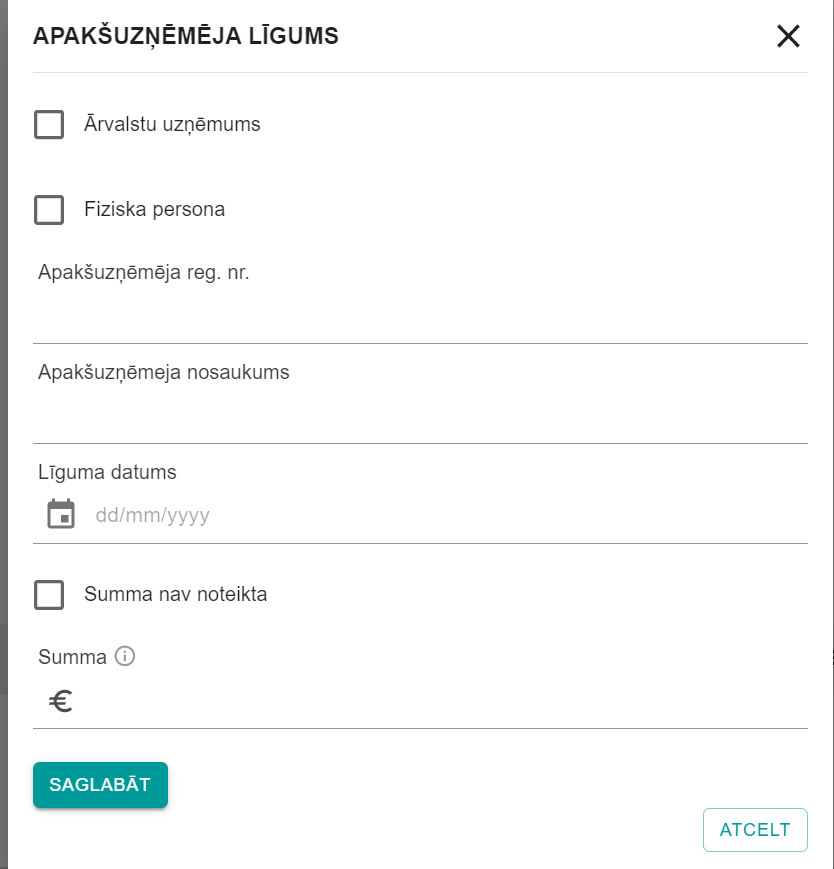 APAKŠUZŅĒMĒJA LĪGUMS
Ārvalstu uzņēmums
Fiziska persona
Apakšuzņēmēja reg. nr.
Apakšuzņēmeja nosaukums
Līguma datums
dd/mm/yyyy
Summa nav noteikta
Summa
€
SAGLABĀT
ATCELT